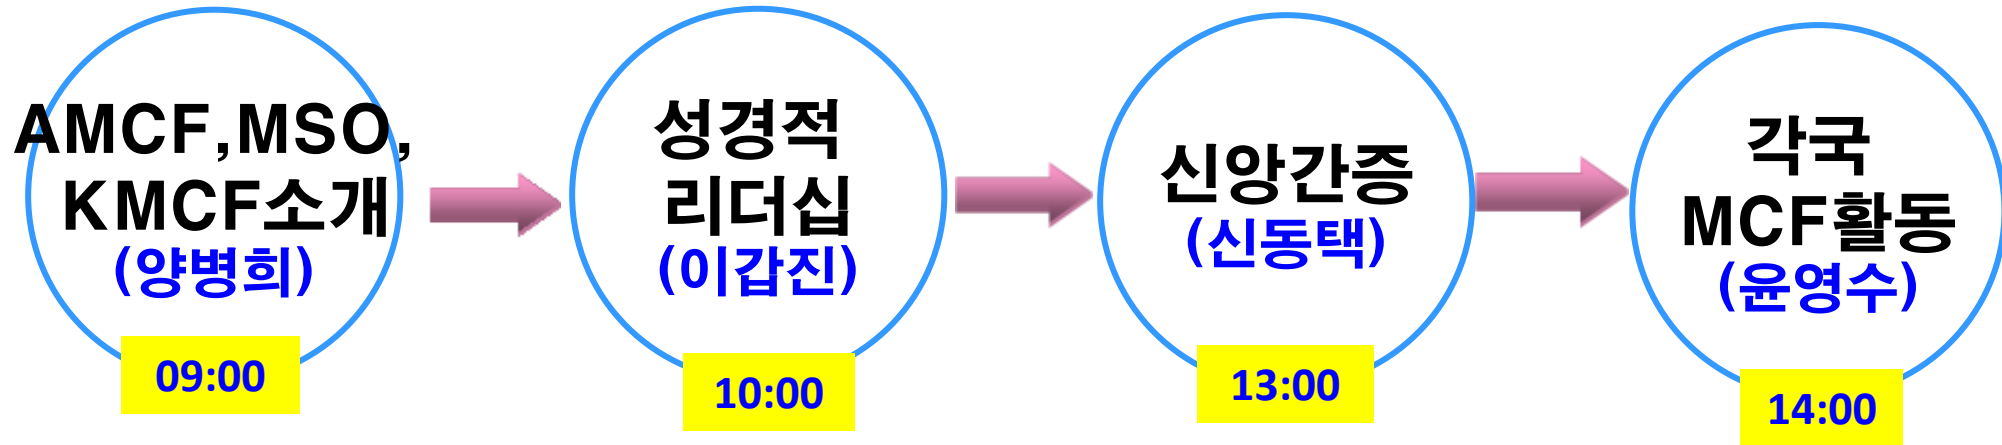 AMCF,MSO,
KMCF소개
(양병희)
09:00
성경적
리더십
(이갑진)
10:00
신앙간증
(신동택)
13:00
각국
MCF활동
(윤영수)
14:00